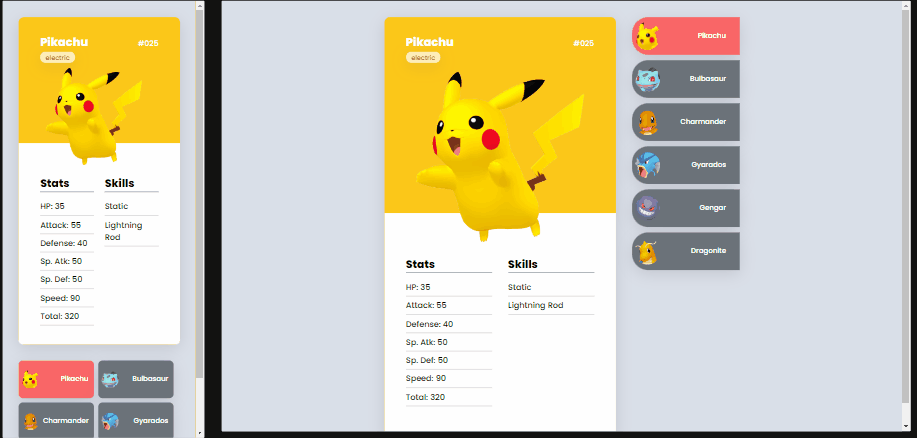 Pikachu #025
electric
Stats Skills
HP: 35 Static
Attack: 55 Lightning
Rod
Defense: 40
Sp. Atk: 50
Sp. Def: 50
Speed: 90
Total: 320
Pikachu Bulbasaur
Charmander Gyarados
Pikachu #025
electric
Stats Skills
HP: 35 Static
Attack: 55 Lightning Rod
Defense: 40
Sp. Atk: 50
Sp. Def: 50
Speed: 90
Total: 320
Pikachu
Bulbasaur
Charmander
Gyarados
Gengar
Dragonite